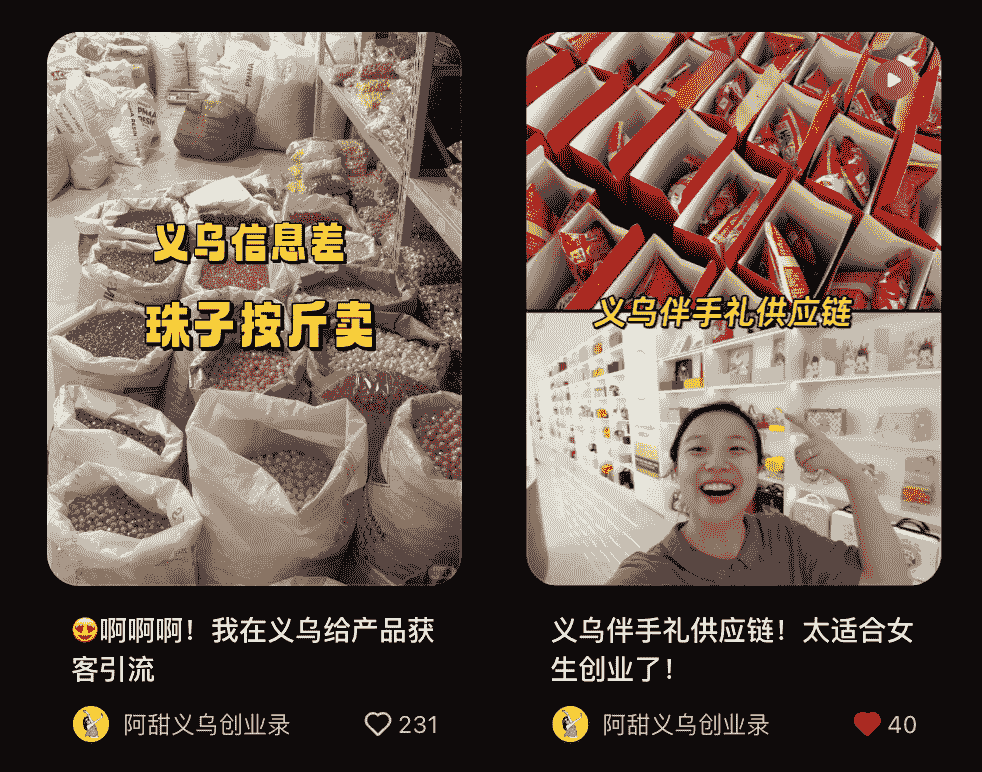 义乌信息差
珠子按斤卖
PMMA
RESIN
😍啊啊啊！我在义乌给产品获
客引流
阿甜义乌创业录
231
义乌伴手礼供应链
义乌伴手礼供应链！太适合女
生创业了！
阿甜义乌创业录
40